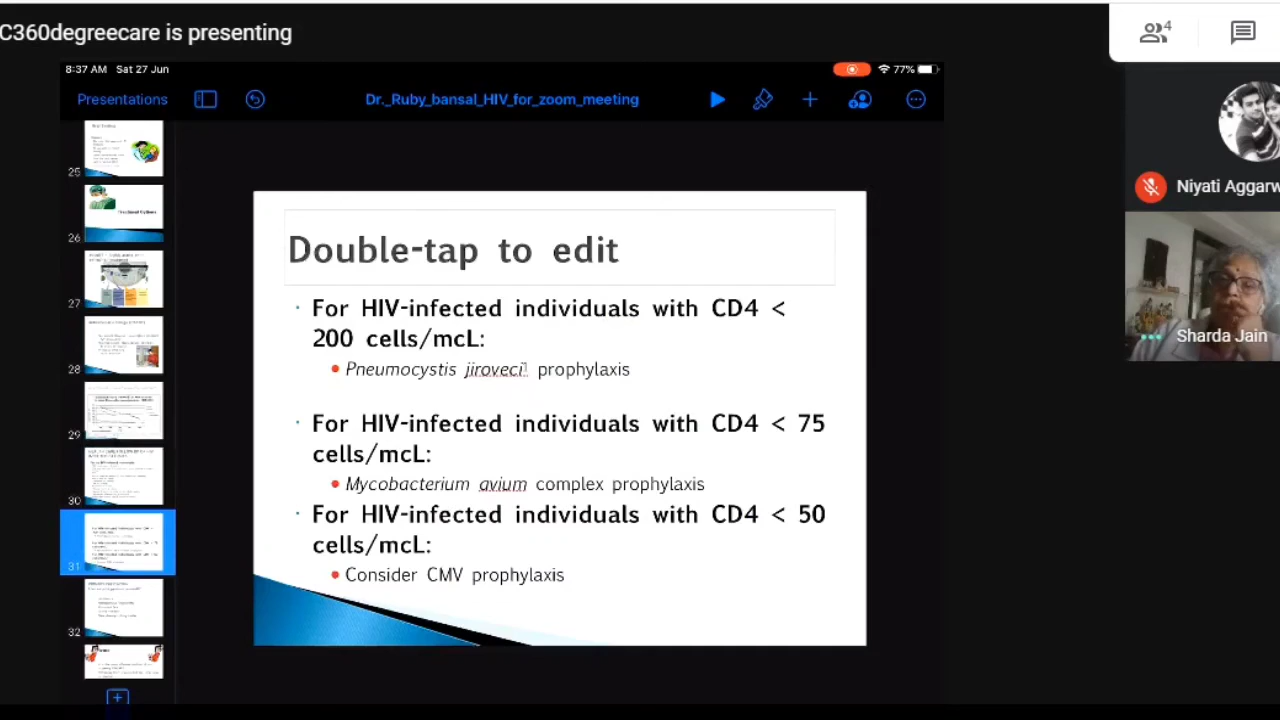 C360degreecare is presenting
4
8:37 AM Sat 27 Jun
77%
Presentations
Dr._Ruby_bansal_HIV_for_zoom_meeting
25
26
27
28
29
30
31
32
Double-tap to edit
For HIV-infected individuals with CD4 <
200 cells/mcL:
Pneumocystis jiroveci prophylaxis
For HIV-infected individuals with CD4 < 75
cells/mcL:
Mycobacterium avium complex prophylaxis
For HIV-infected individuals with CD4 < 50
cells/mcL:
Consider CMV prophylaxis
Niyati Aggarw
Sharda Jain